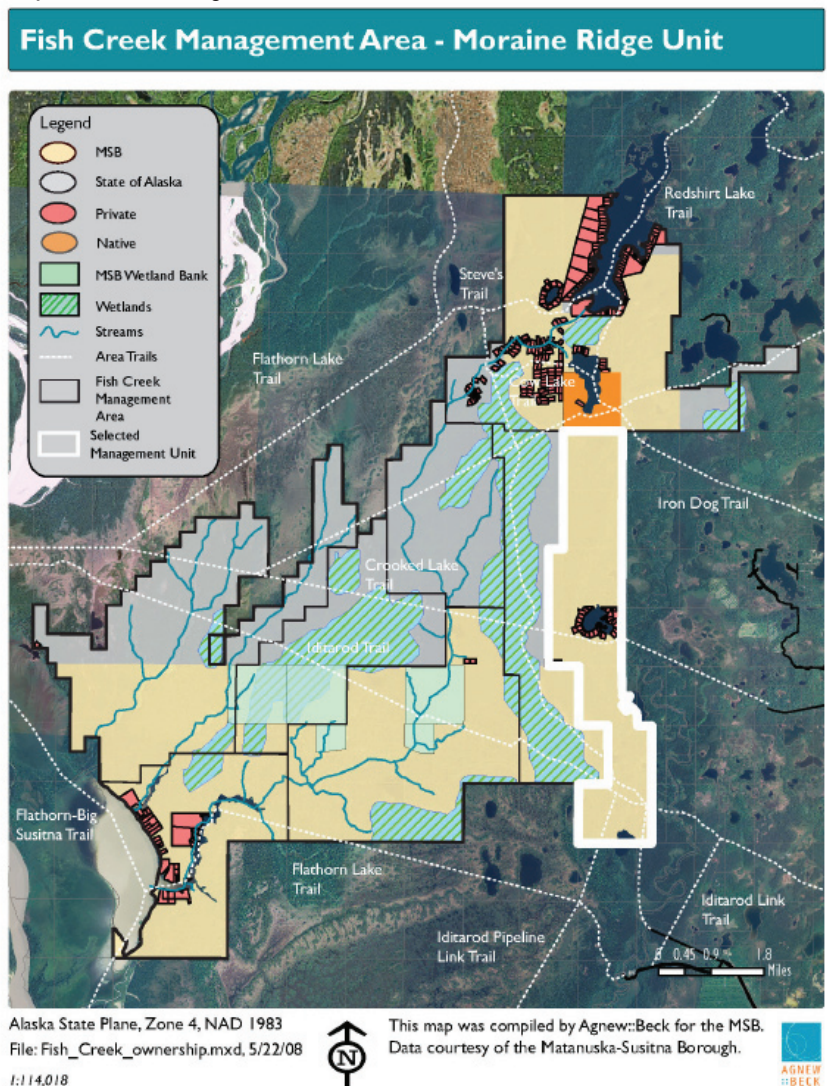 Fish Creek Management Area - Moraine Ridge Unit
Legend
MSB
State of Alaska
Private
Native
MSB Wetland Bank
Wetlands
Streams
Area Trails
Fish Creek
Management
Area
Selected
Management Unit
Redshirt Lake
Trail
Steve's
Trail
Flathorn Lake
Trail
Cow Lake
Iron Dog Trail
Crooked Lake
Trail
Iditarod Trail
Flathorn-Big
Susitna Trail
Flathorn Lake
Trail
Iditarod Link
Trail
Iditarod Pipeline
Link Trail
0 0.45 0.9 1.8
Miles
Alaska State Plane, Zone 4, NAD 1983
File: Fish_Creek_ownership.mxd, 5/22/08
1:114,018
N
This map was compiled by Agnew::Beck for the MSB.
Data courtesy of the Matanuska-Susitna Borough.
AGNEW
::BECK